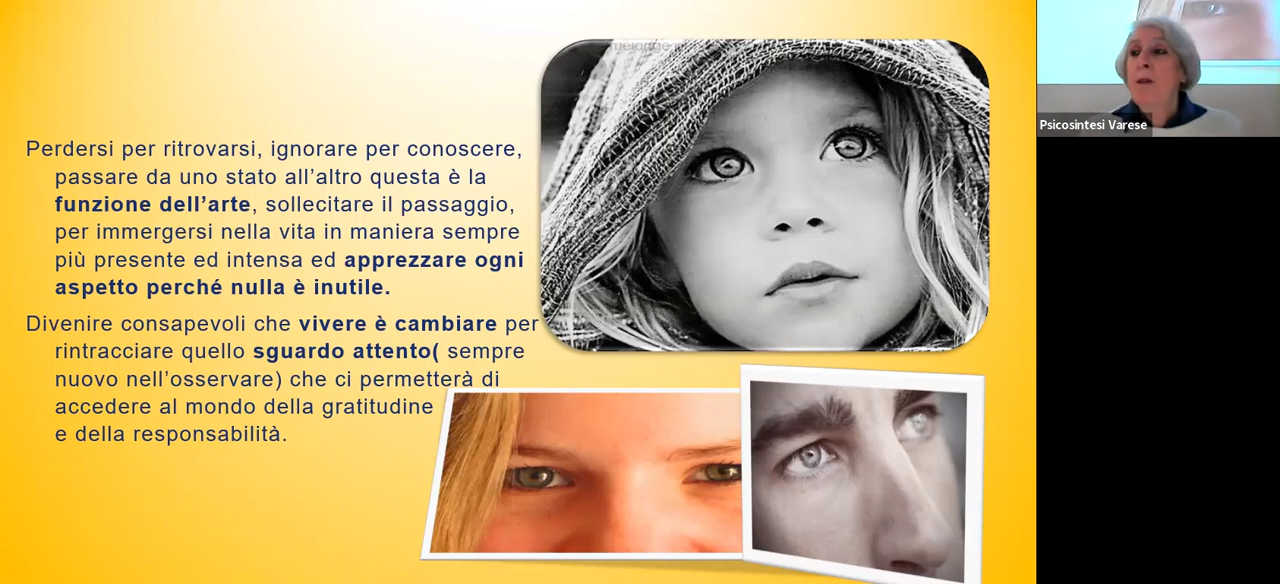 Perdersi per ritrovarsi, ignorare per conoscere,
passare da uno stato all’altro questa è la
funzione dell’arte, sollecitare il passaggio,
per immergersi nella vita in maniera sempre
più presente ed intensa ed apprezzare ogni
aspetto perché nulla è inutile.
Divenire consapevoli che vivere è cambiare per
rintracciare quello sguardo attento( sempre
nuovo nell’osservare) che ci permetterà di
accedere al mondo della gratitudine
e della responsabilità.
Psicosintesi Varese